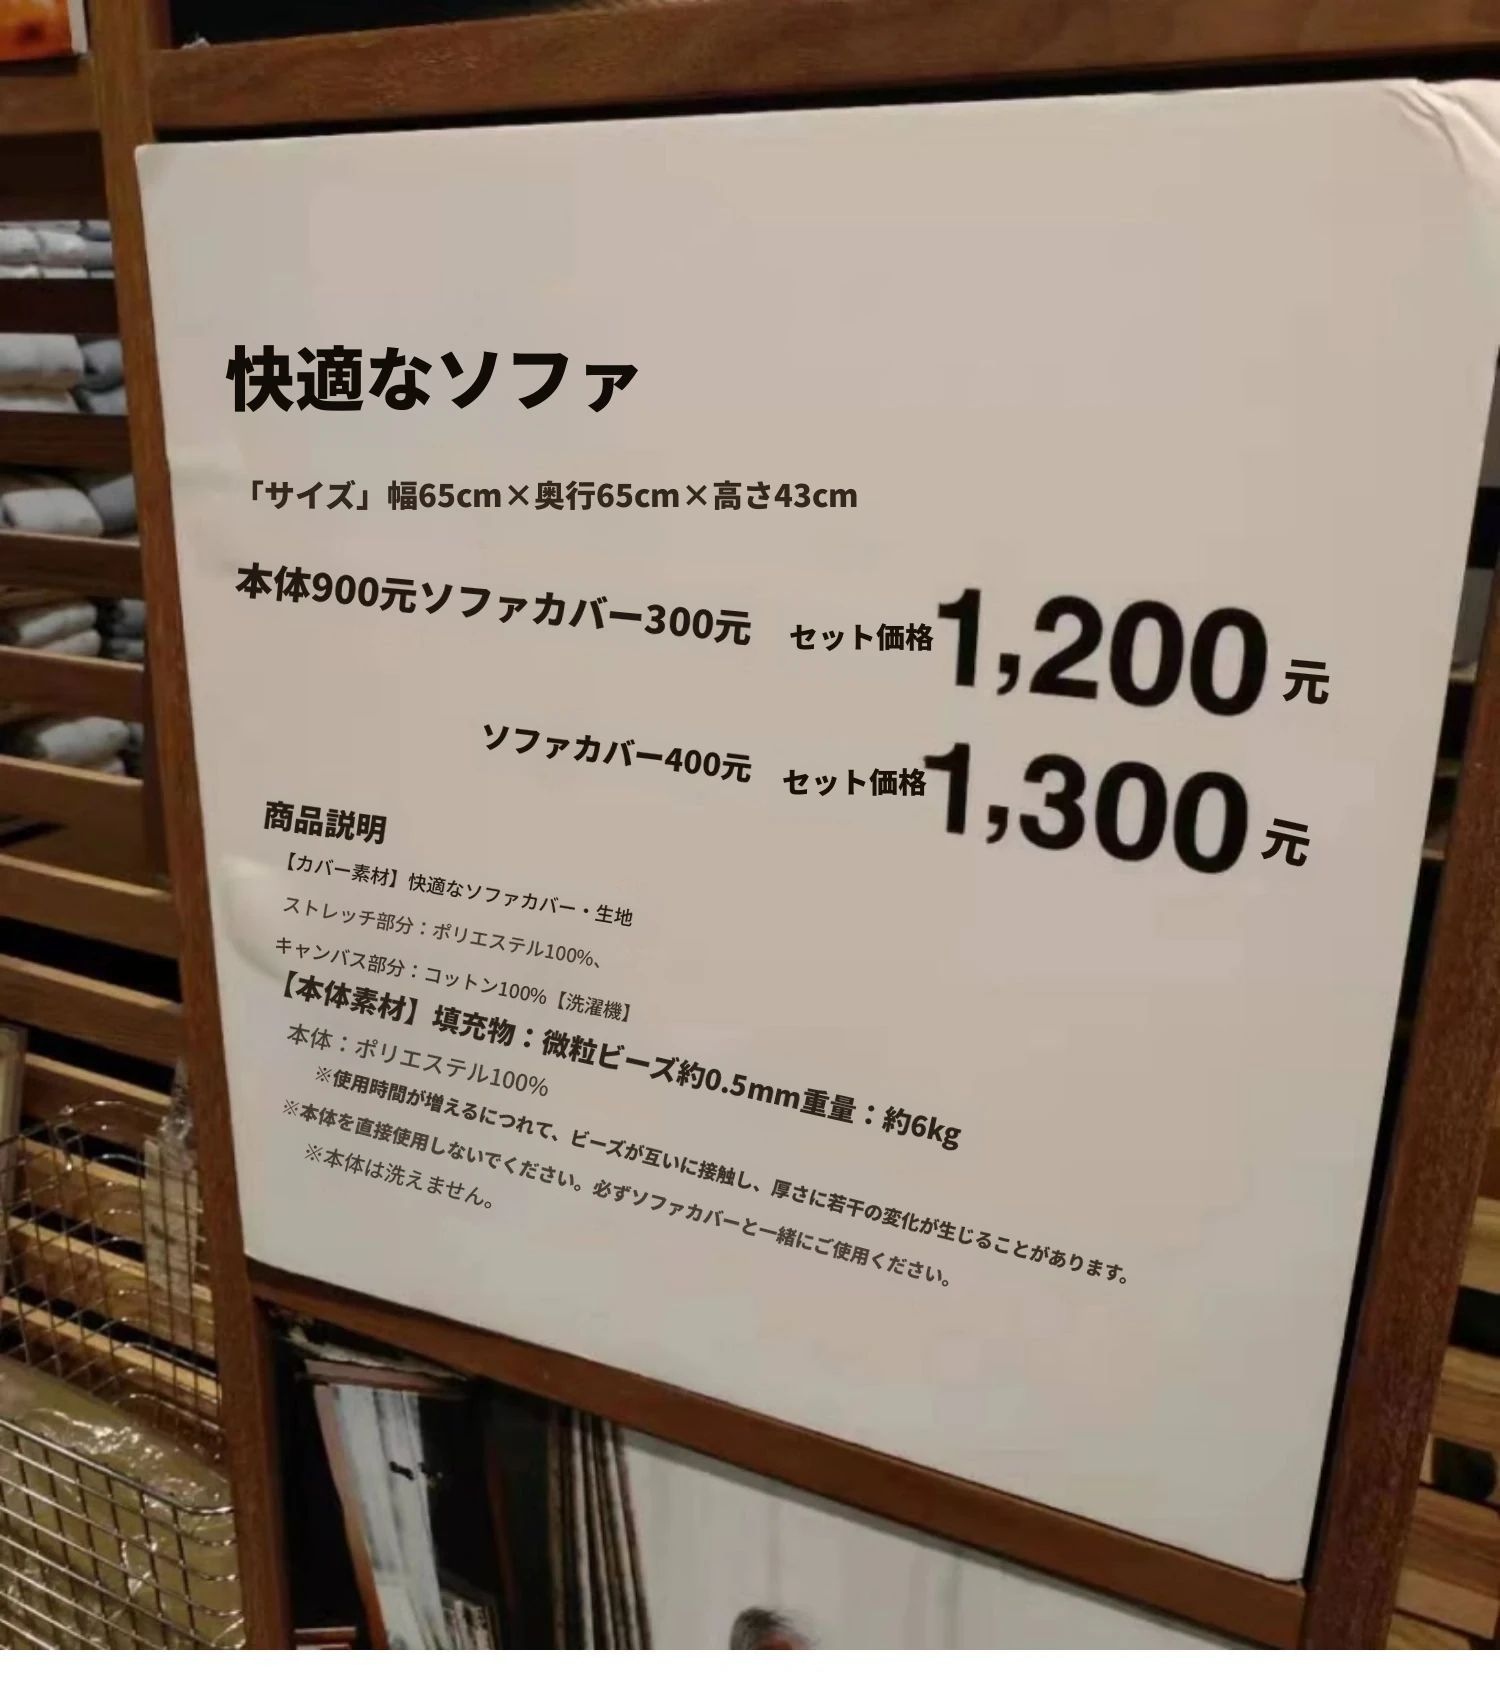 快適なソファ
「サイズ」幅65cm×奥行65cm×高さ43cm
本体900元ソファカバー300元 セット価格1,200元
ソファカバー400元 セット価格1,300元
商品説明
【カバー素材】快適なソファカバー・生地
ストレッチ部分：ポリエステル100%、
キャンバス部分：コットン100%【洗濯機】
【本体素材】填充物：微粒ビーズ約0.5mm重量：約6kg
本体：ポリエステル100%
※使用時間が増えるにつれて、ビーズが互いに接触し、厚さに若干の変化が生じることがあります。
※本体を直接使用しないでください。必ずソファカバーと一緒にご使用ください。
※本体は洗えません。